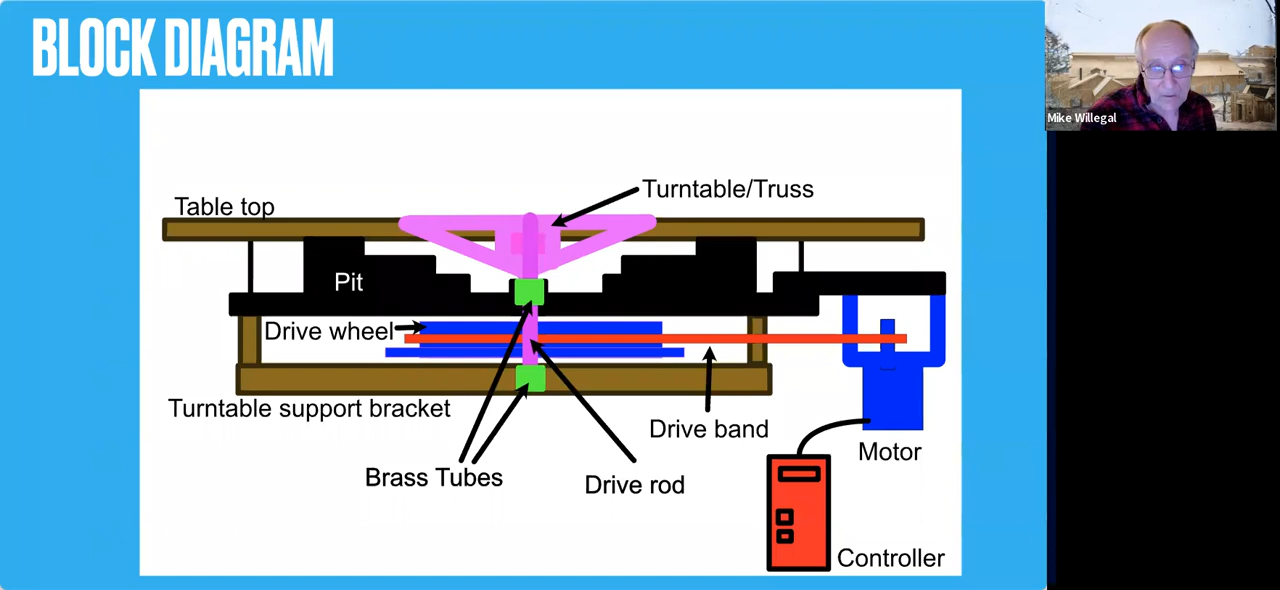 BLOCK DIAGRAM
Mike Willegal
Turntable/Truss
Table top
Pit
Drive wheel
Turntable support bracket
Drive band
Motor
Brass Tubes
Drive rod
Controller